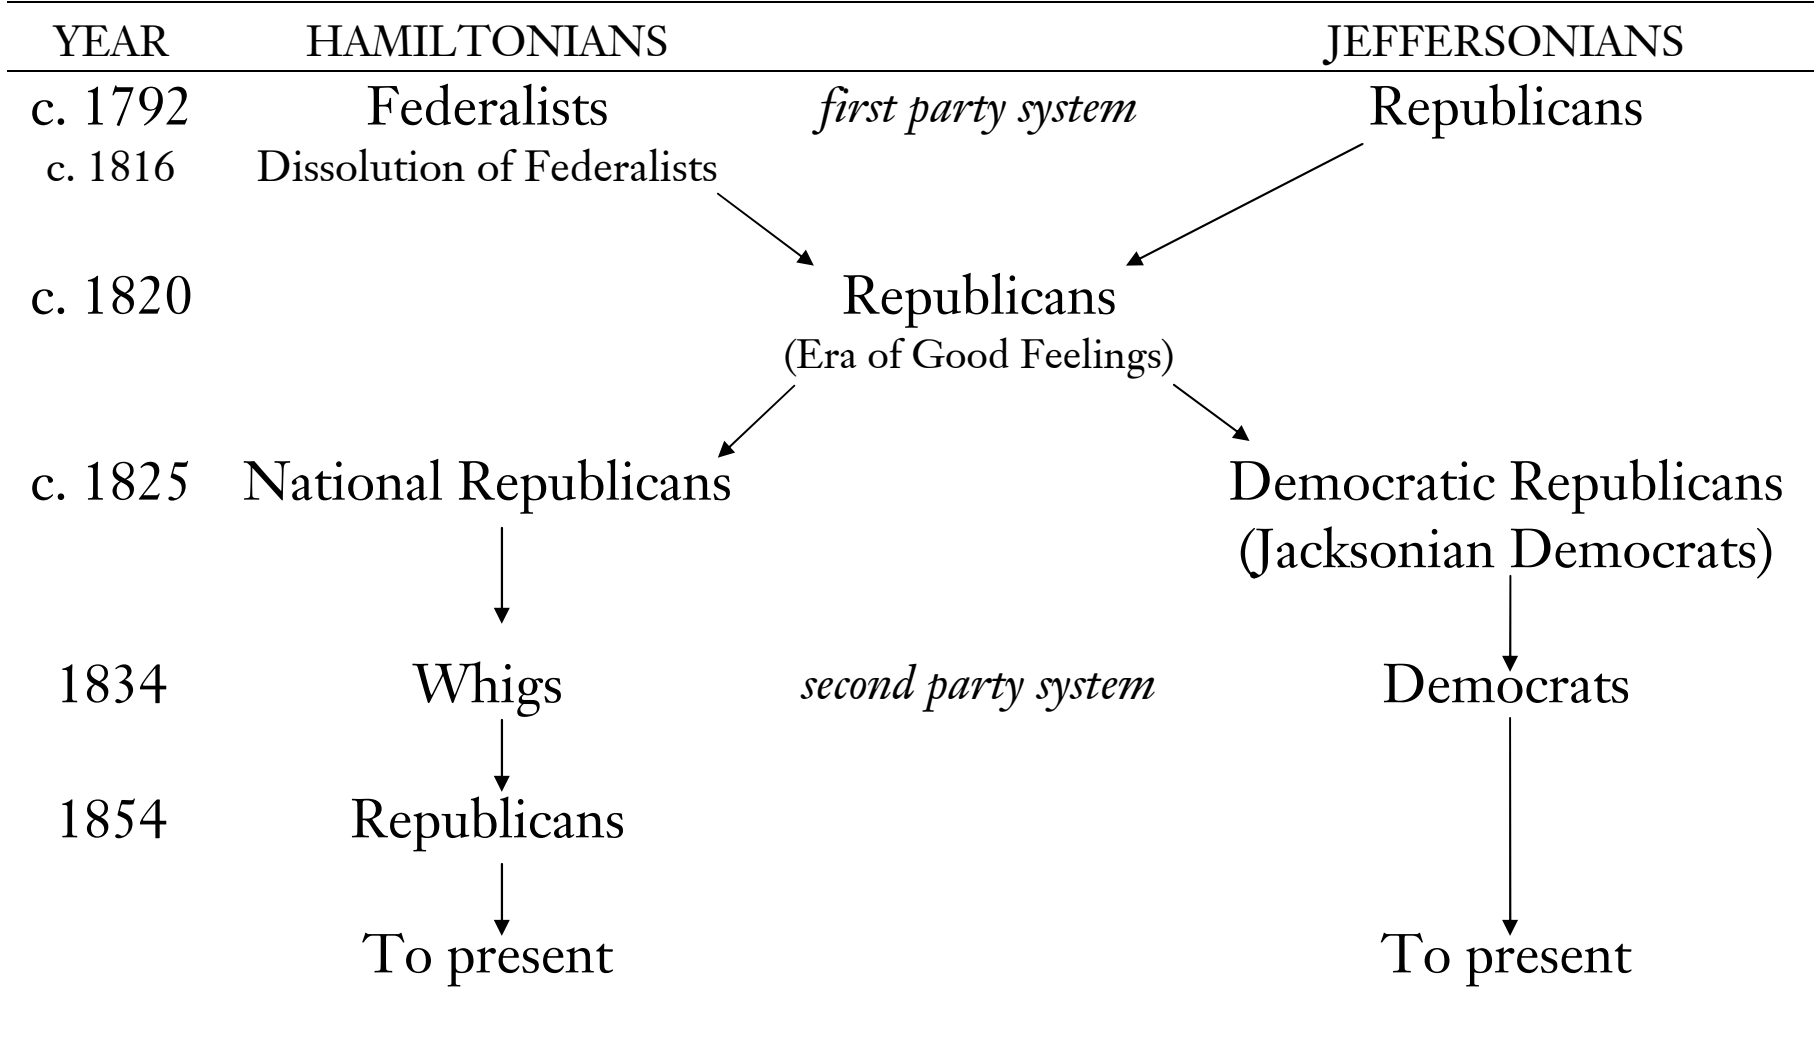 YEAR HAMILTONIANS JEFFERSONIANS
c. 1792 Federalists first party system Republicans
c. 1816 Dissolution of Federalists
c. 1820 Republicans
(Era of Good Feelings)
c. 1825 National Republicans Democratic Republicans
(Jacksonian Democrats)
1834 Whigs second party system Democrats
1854 Republicans
To present To present